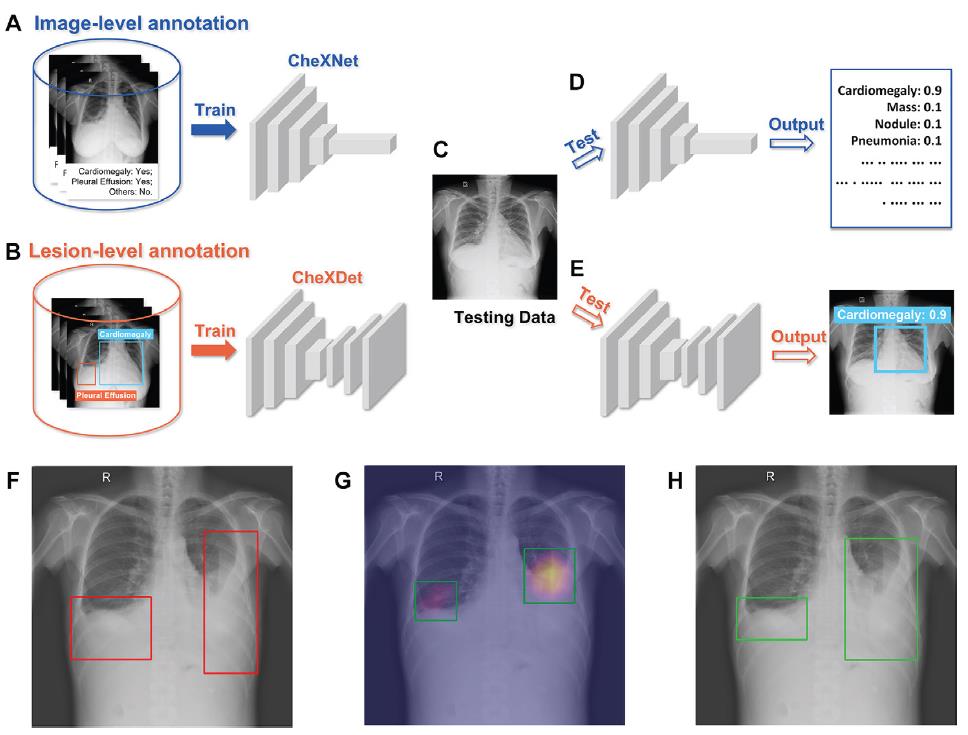 A Image-level annotation
CheXNet
Train
R
F
F
Cardiomegaly: Yes;
Pleural Effusion: Yes;
Others: No.
B Lesion-level annotation
CheXDet
Train
R
Cardiomegaly
Pleural Effusion
C
Testing Data
D
Test
Output
Cardiomegaly: 0.9
Mass: 0.1
Nodule: 0.1
Pneumonia: 0.1
... .. .... ... ...
... . ..... ... .... ...
. .... ... ...
E
Test
Output
Cardiomegaly: 0.9
F
R
G
R
H
R